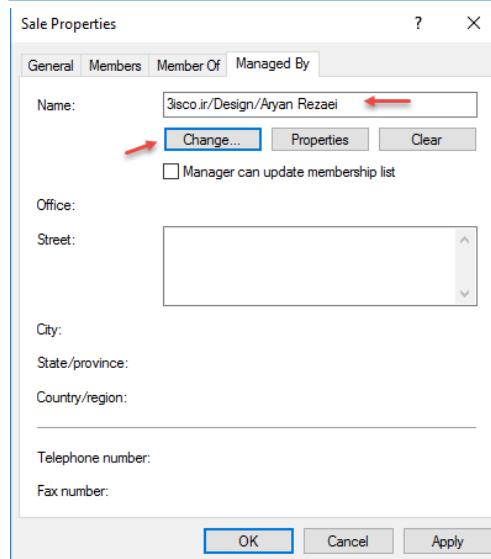 Sale Properties ? ×
General Members Member Of Managed By
Name: 3isco.ir/Design/Aryan Rezaei
Change... Properties Clear
Manager can update membership list
Office:
Street:
City:
State/province:
Country/region:
Telephone number:
Fax number:
OK Cancel Apply